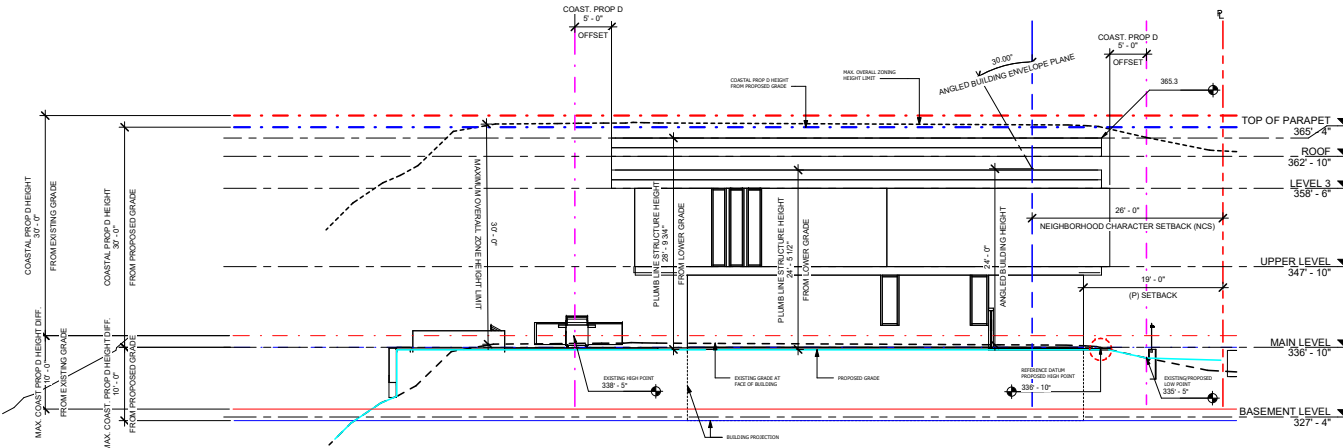 COAST. PROP D
5' - 0"
OFFSET
COAST. PROP D
5' - 0"
OFFSET
30.00°
ANGLED BUILDING ENVELOPE PLANE
COASTAL PROP D HEIGHT
FROM PROPOSED GRADE
MAX. OVERALL ZONING
HEIGHT LIMIT
365.3
TOP OF PARAPET
365' 4"
ROOF
362' - 10"
LEVEL 3
358' - 6"
UPPER LEVEL
347' - 10"
MAIN LEVEL
336' - 10"
BASEMENT LEVEL
327' - 4"
COASTAL PROP D HEIGHT
30' - 0"
FROM EXISTING GRADE
COASTAL PROP D HEIGHT
30' - 0"
FROM PROPOSED GRADE
MAX. COAST. PROP D HEIGHT DIFF.
10' - 0"
FROM EXISTING GRADE
MAX. COAST. PROP D HEIGHT DIFF.
10' - 0"
FROM PROPOSED GRADE
MAXIMUM OVERALL ZONE HEIGHT LIMIT
30' - 0"
PLUMB LINE STRUCTURE HEIGHT
28' - 9 3/4"
FROM LOWER GRADE
PLUMB LINE STRUCTURE HEIGHT
24' - 5 1/2"
FROM LOWER GRADE
24' - 0"
ANGLED BUILDING HEIGHT
26' - 0"
NEIGHBORHOOD CHARACTER SETBACK (NCS)
19' - 0"
(P) SETBACK
EXISTING HIGH POINT
338' - 5"
EXISTING GRADE AT
FACE OF BUILDING
PROPOSED GRADE
REFERENCE DATUM
PROPOSED HIGH POINT
336' - 10"
EXISTING/PROPOSED
LOW POINT
335' - 5"
BUILDING PROJECTION